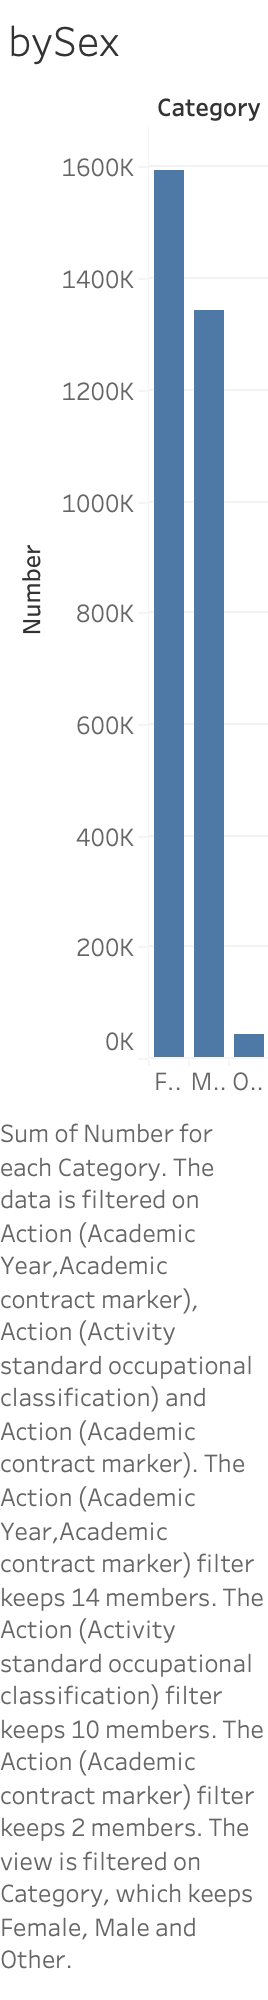 bySex
Category
1600K
1400K
1200K
1000K
800K
600K
400K
200K
0K
Number
F.. M.. O..
Sum of Number for
each Category. The
data is filtered on
Action (Academic
Year,Academic
contract marker),
Action (Activity
standard occupational
classification) and
Action (Academic
contract marker). The
Action (Academic
Year,Academic
contract marker) filter
keeps 14 members. The
Action (Activity
standard occupational
classification) filter
keeps 10 members. The
Action (Academic
contract marker) filter
keeps 2 members. The
view is filtered on
Category, which keeps
Female, Male and
Other.